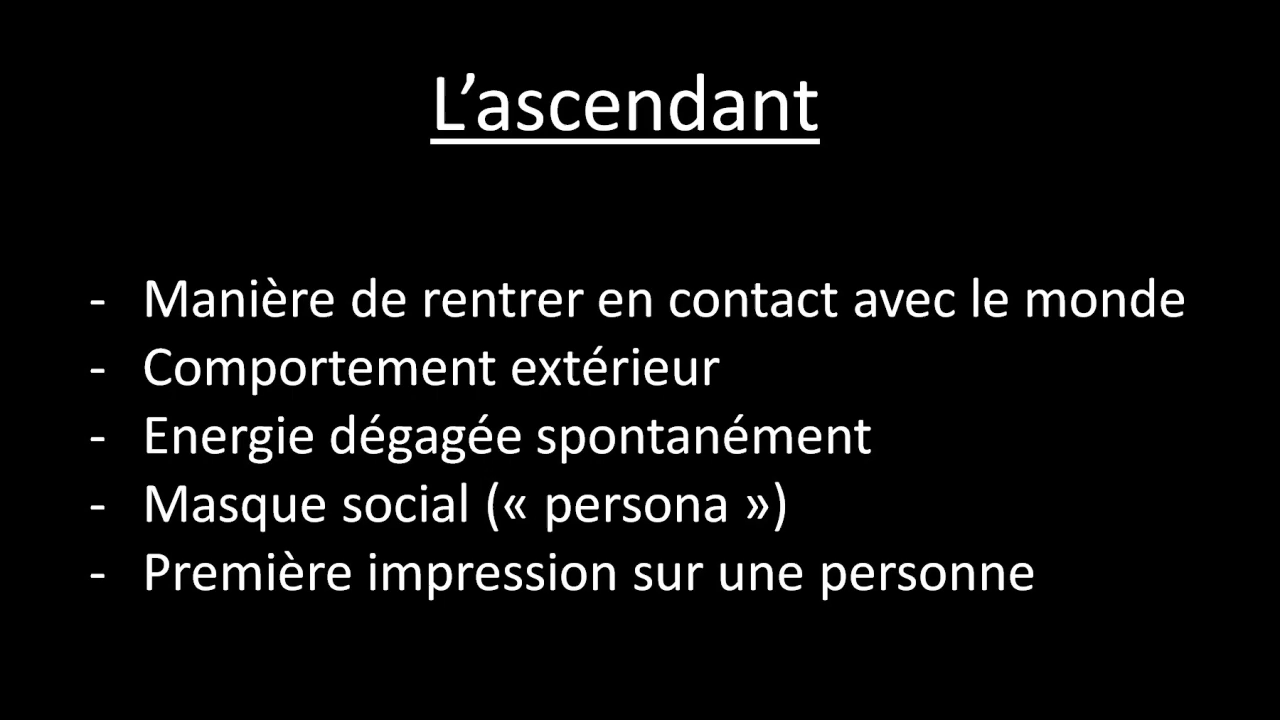 L’ascendant
- Manière de rentrer en contact avec le monde
- Comportement extérieur
- Energie dégagée spontanément
- Masque social (« persona »)
- Première impression sur une personne